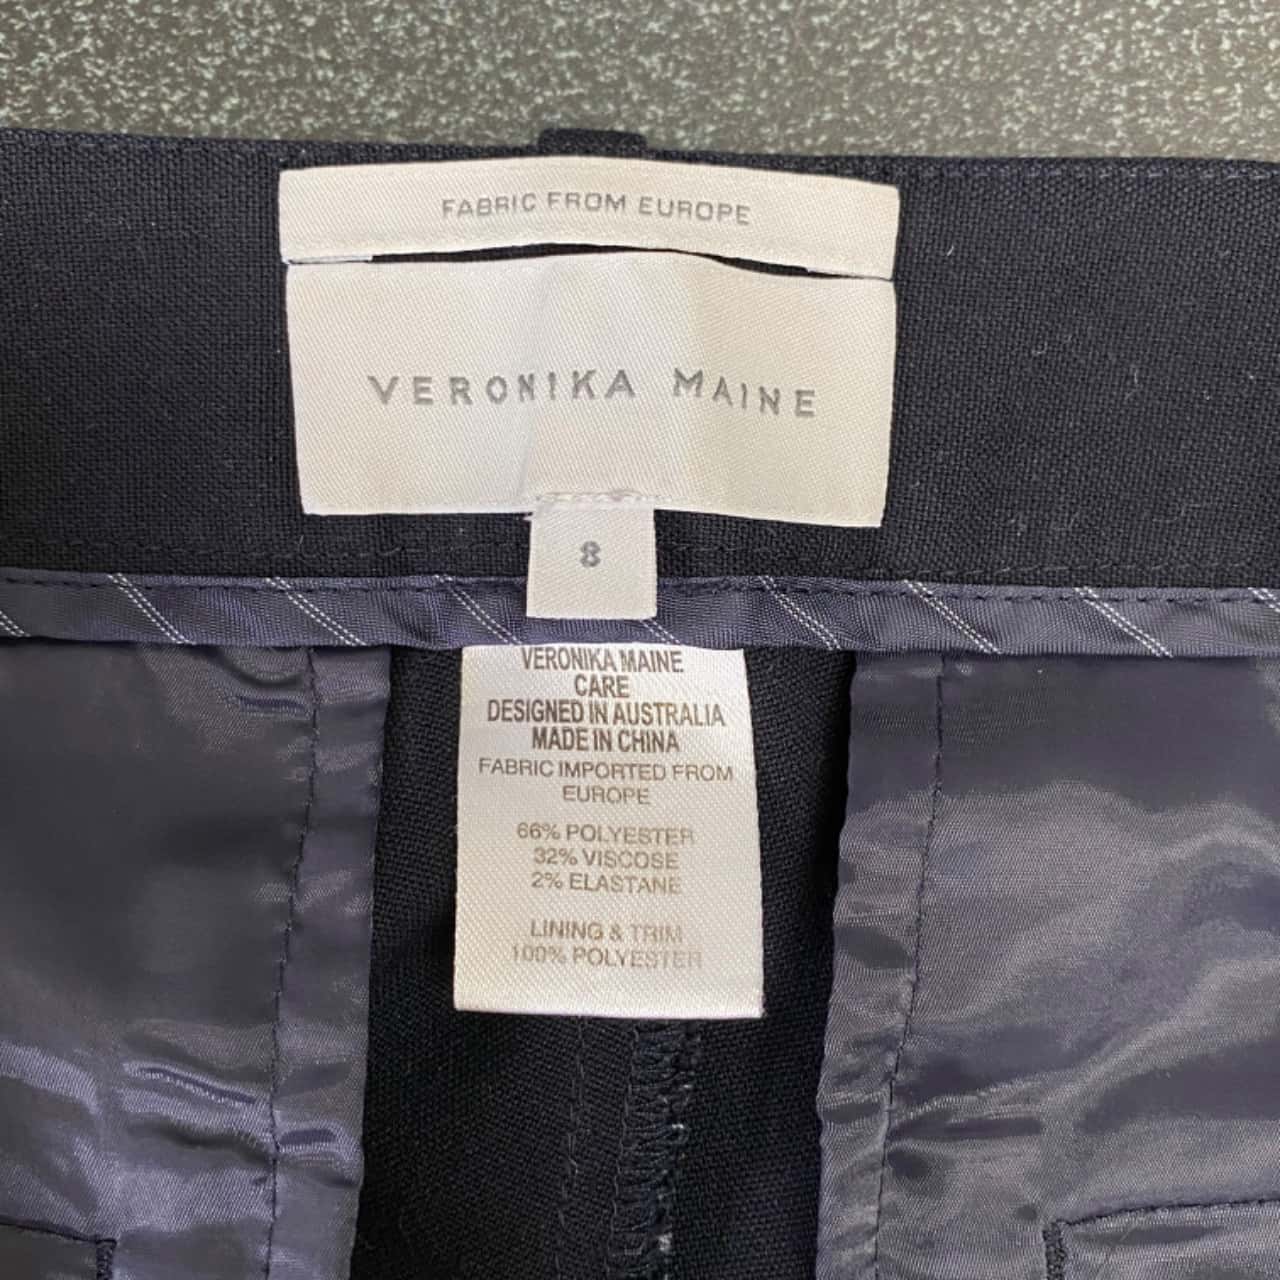 FABRIC FROM EUROPE
VERONIKA MAINE
8
VERONIKA MAINE
CARE
DESIGNED IN AUSTRALIA
MADE IN CHINA
FABRIC IMPORTED FROM
EUROPE
66% POLYESTER
32% VISCOSE
2% ELASTANE
LINING & TRIM
100% POLYESTER